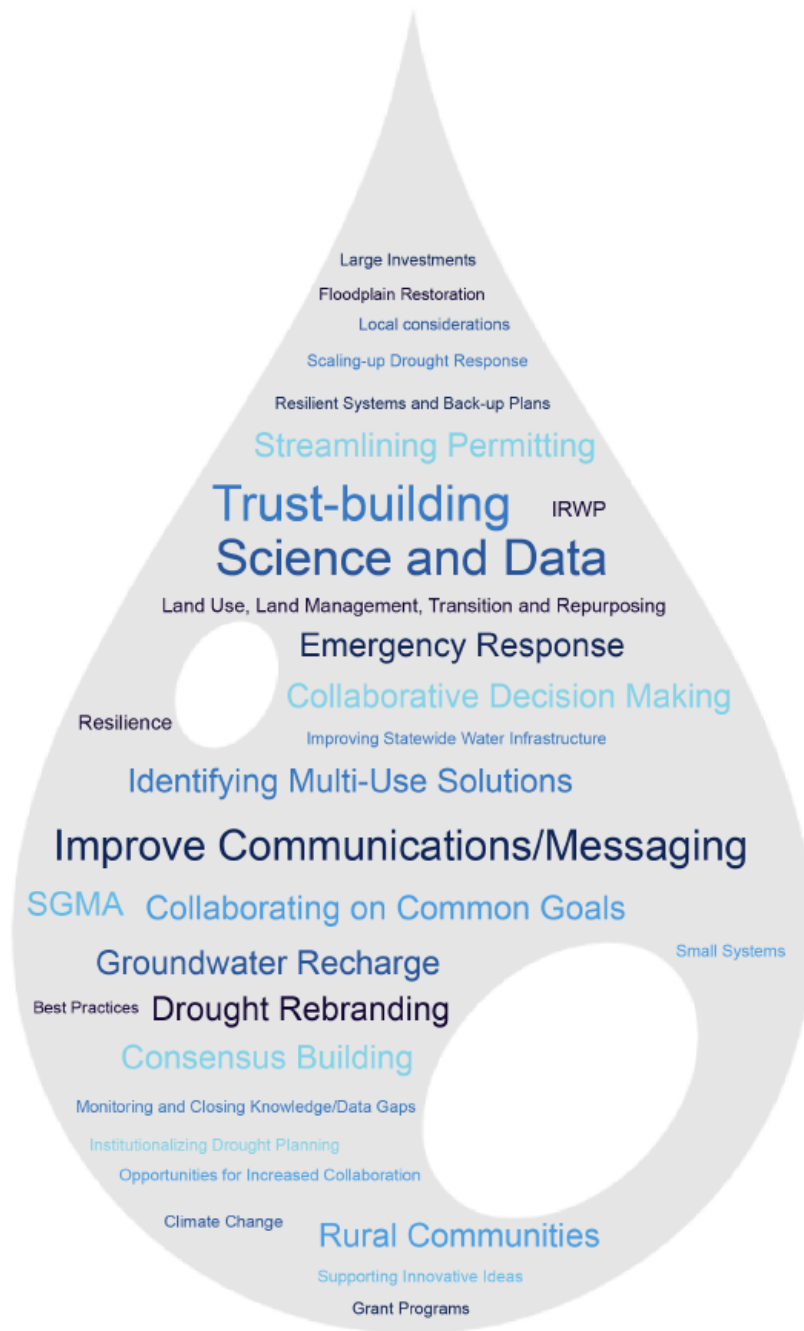 Large Investments
Floodplain Restoration
Local considerations
Scaling-up Drought Response
Resilient Systems and Back-up Plans
Streamlining Permitting
Trust-building IRWP
Science and Data
Land Use, Land Management, Transition and Repurposing
Emergency Response
Collaborative Decision Making
Resilience
Improving Statewide Water Infrastructure
Identifying Multi-Use Solutions
Improve Communications/Messaging
SGMA Collaborating on Common Goals
Small Systems
Groundwater Recharge
Best Practices Drought Rebranding
Consensus Building
Monitoring and Closing Knowledge/Data Gaps
Institutionalizing Drought Planning
Opportunities for Increased Collaboration
Climate Change
Rural Communities
Supporting Innovative Ideas
Grant Programs